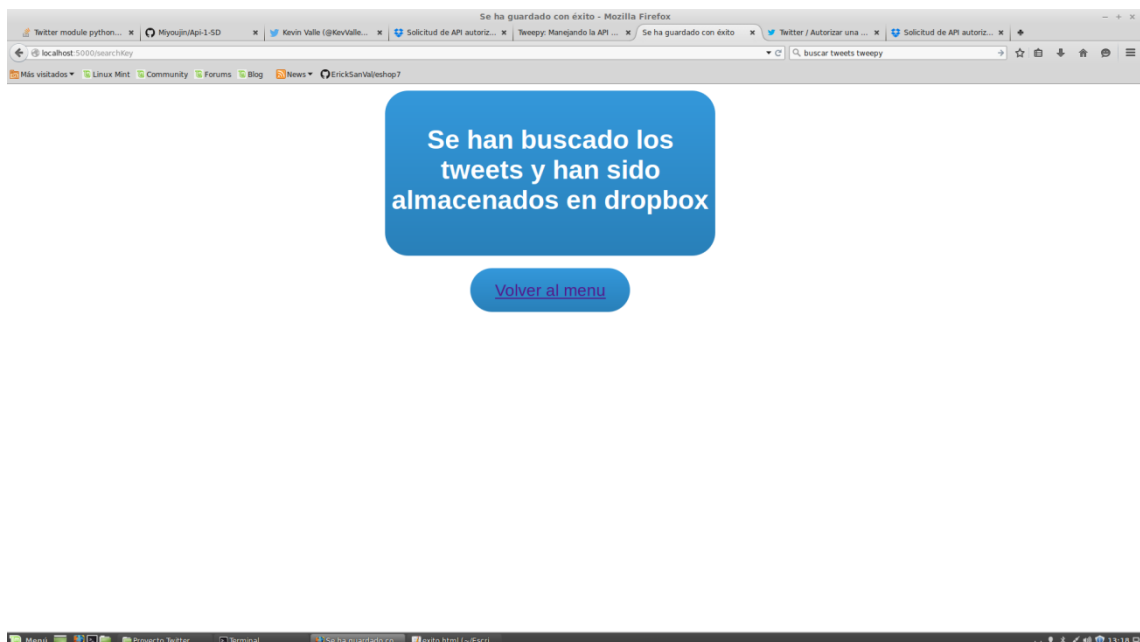 Se ha guardado con éxito - Mozilla Firefox
Twitter module python...
Miyoujin/Api-1-SD
Kevin Valle (@KevValle...
Solicitud de API autoriz...
Tweepy: Manejando la API ...
Se ha guardado con éxito
Twitter / Autorizar una ...
Solicitud de API autoriz...
localhost:5000/searchKey
buscar tweets tweepy
Más visitados
Linux Mint
Community
Forums
Blog
News
ErickSanVal/eshop7
Se han buscado los
tweets y han sido
almacenados en dropbox
Volver al menu
Menú
Proyecto Twitter
Terminal
Se ha guardado co...
exito.html (~/Escri...
13:18